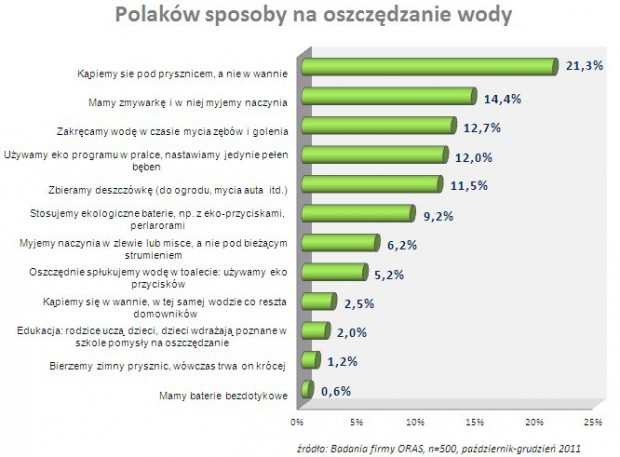 Polaków sposoby na oszczędzanie wody
Kąpiemy sie pod prysznicem, a nie w wannie
21,3%
Mamy zmywarkę i w niej myjemy naczynia
14,4%
Zakręcamy wodę w czasie mycia zębów i golenia
12,7%
Używamy eko programu w pralce, nastawiamy jedynie pełen
bęben
12,0%
Zbieramy deszczówkę (do ogrodu, mycia auta itd.)
11,5%
Stosujemy ekologiczne baterie, np. z eko-przyciskami,
perlarorami
9,2%
Myjemy naczynia w zlewie lub misce, a nie pod bieżącym
strumieniem
6,2%
Oszczędnie spłukujemy wodę w toalecie: używamy eko
przycisków
5,2%
Kąpiemy się w wannie, w tej samej wodzie co reszta
domowników
2,5%
Edukacja: rodzice uczą dzieci, dzieci wdrażają poznane w
szkole pomysły na oszczędzanie
2,0%
Bierzemy zimny prysznic, wówczas trwa on krócej
1,2%
Mamy baterie bezdotykowe
0,6%
0% 5% 10% 15% 20% 25%
źródło: Badania firmy ORAS, n=500, październik-grudzień 2011